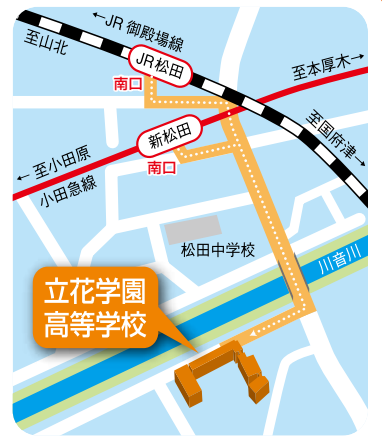 ←JR 御殿場線
至山北
JR松田
南口
至本厚木→
新松田
南口
至国府津→
←至小田原
小田急線
松田中学校
川音川
立花学園
高等学校